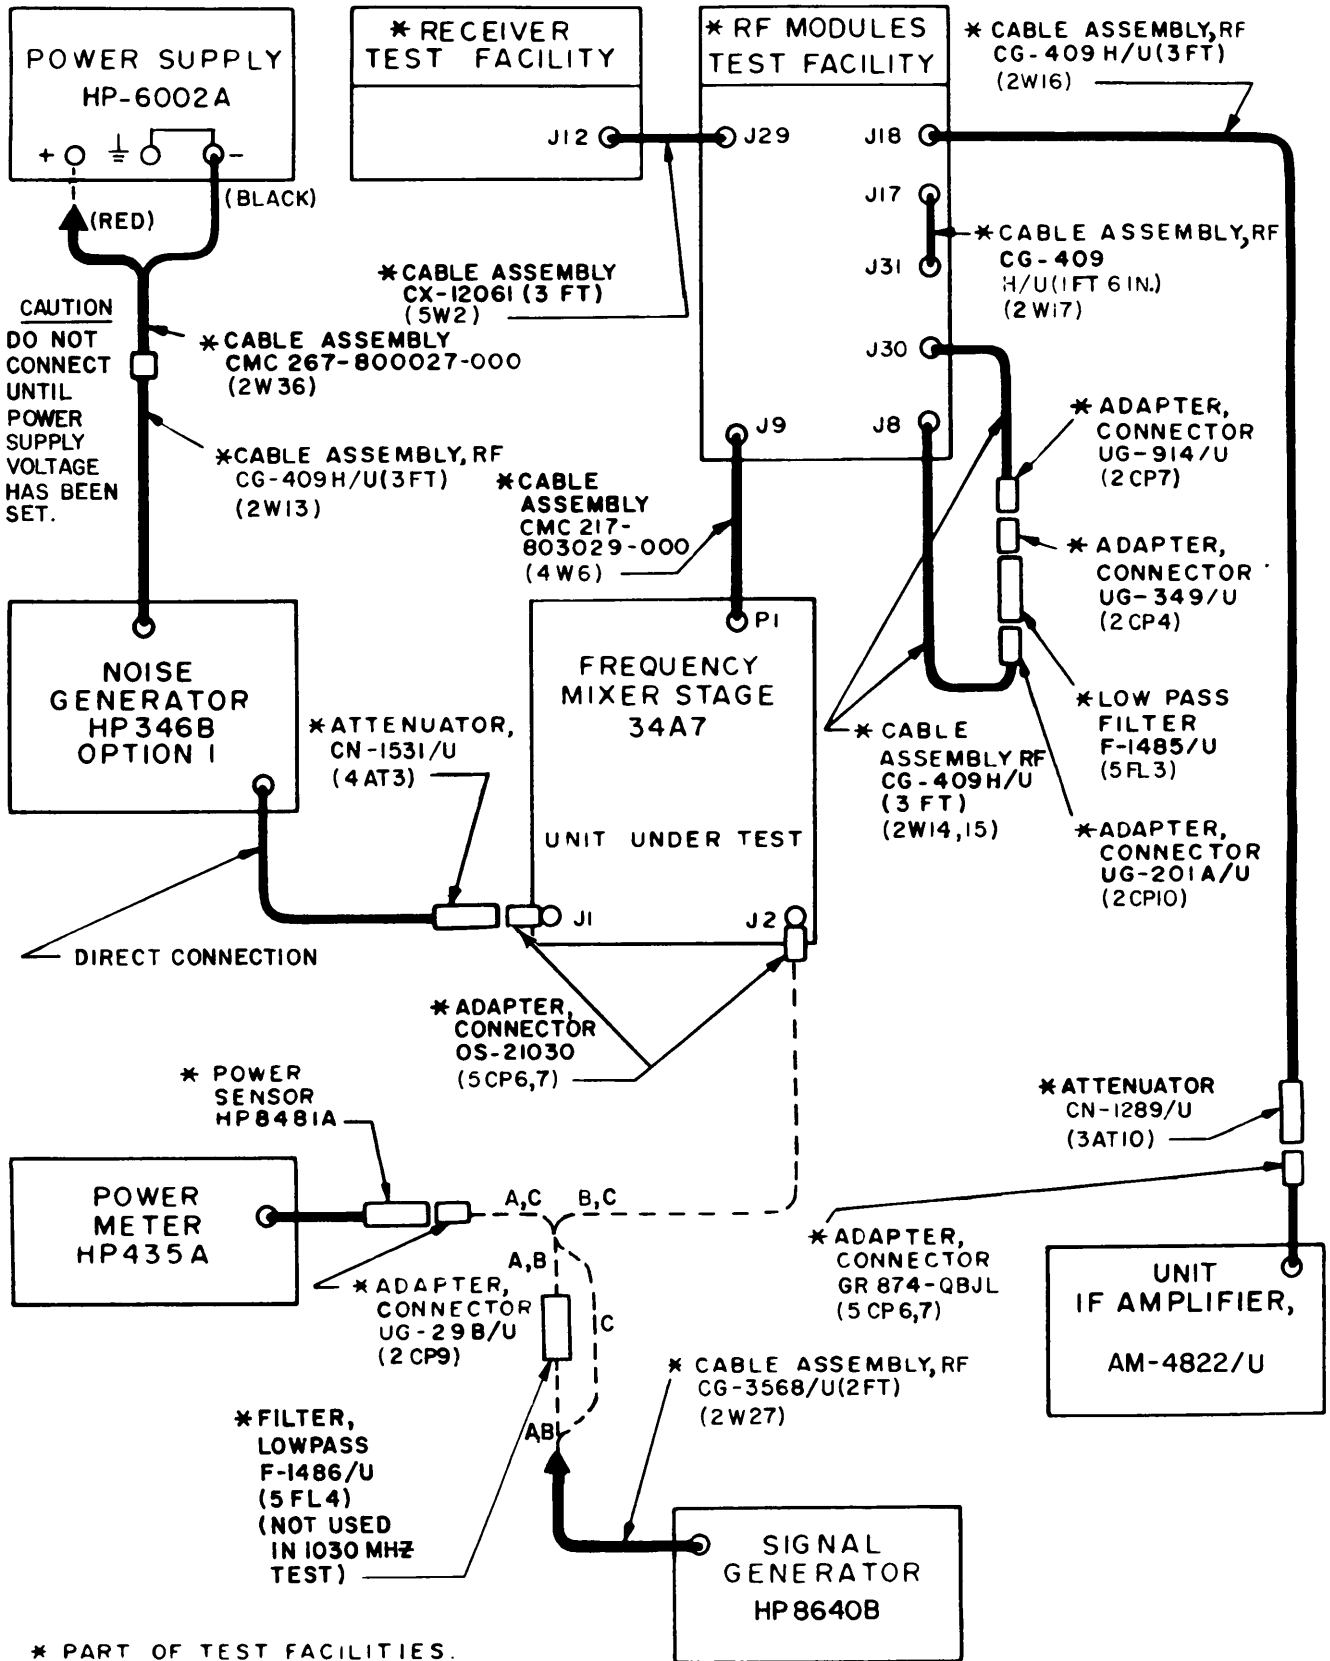 POWER SUPPLY
HP-6002A
+
-
(RED)
(BLACK)
* RECEIVER
TEST FACILITY
J12
* RF MODULES
TEST FACILITY
J29
J18
J17
J31
J30
J8
J9
* CABLE ASSEMBLY, RF
CG-409 H/U(3FT)
(2W16)
* CABLE ASSEMBLY, RF
CG-409
H/U(1FT 6 IN.)
(2W17)
* CABLE ASSEMBLY
CX-12061 (3 FT)
(5W2)
CAUTION
DO NOT
CONNECT
UNTIL
POWER
SUPPLY
VOLTAGE
HAS BEEN
SET.
* CABLE ASSEMBLY
CMC 267-800027-000
(2W36)
* CABLE ASSEMBLY, RF
CG-409H/U(3FT)
(2W13)
* CABLE
ASSEMBLY
CMC 217-
803029-000
(4W6)
* ADAPTER,
CONNECTOR
UG-914/U
(2CP7)
* ADAPTER,
CONNECTOR
UG-349/U
(2CP4)
* LOW PASS
FILTER
F-1485/U
(5FL3)
* ADAPTER,
CONNECTOR
UG-201A/U
(2CP10)
NOISE
GENERATOR
HP346B
OPTION 1
* ATTENUATOR,
CN-1531/U
(4AT3)
P1
FREQUENCY
MIXER STAGE
34A7
UNIT UNDER TEST
J1
J2
* CABLE
ASSEMBLY RF
CG-409H/U
(3 FT)
(2W14,15)
DIRECT CONNECTION
* ADAPTER,
CONNECTOR
OS-21030
(5CP6,7)
* POWER
SENSOR
HP8481A
* ATTENUATOR
CN-1289/U
(3AT10)
POWER
METER
HP435A
A,C
B,C
A,B
C
A,B
* ADAPTER,
CONNECTOR
UG-29B/U
(2CP9)
* ADAPTER,
CONNECTOR
GR 874-QBJL
(5CP6,7)
UNIT
IF AMPLIFIER,
AM-4822/U
* CABLE ASSEMBLY, RF
CG-3568/U(2FT)
(2W27)
* FILTER,
LOWPASS
F-1486/U
(5FL4)
(NOT USED
IN 1030 MHZ
TEST)
SIGNAL
GENERATOR
HP8640B
* PART OF TEST FACILITIES.